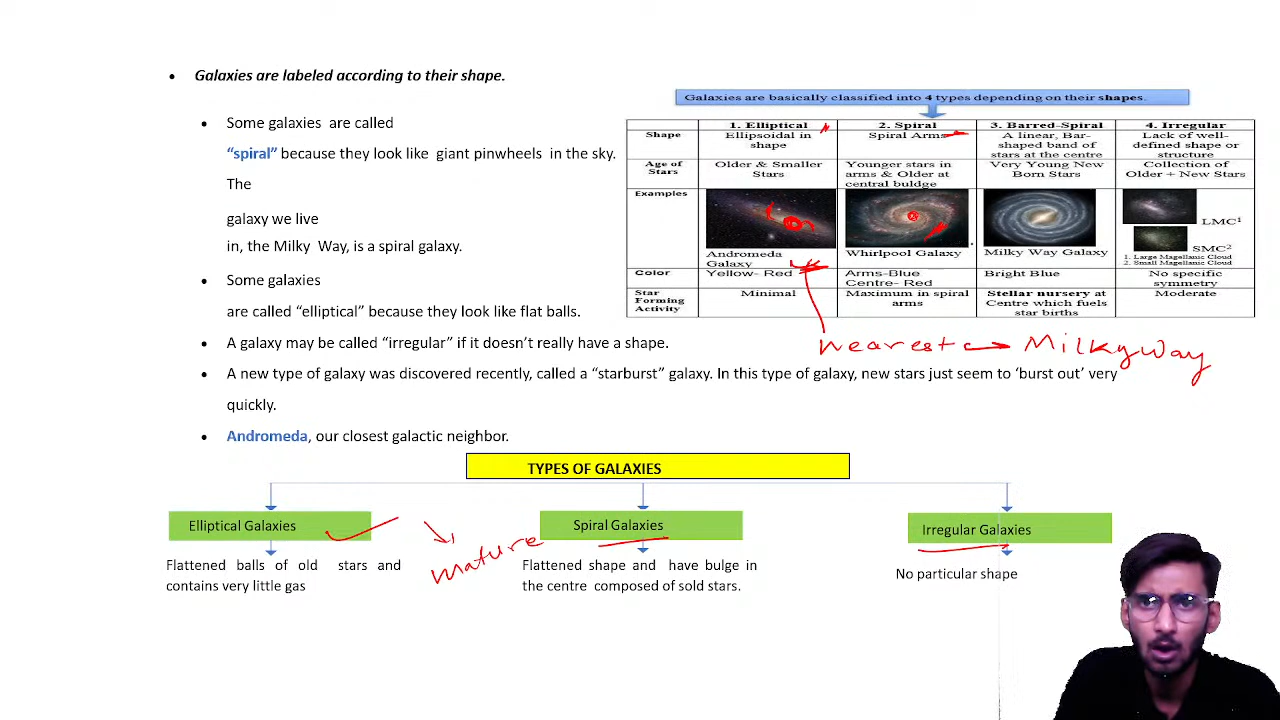 Galaxies are labeled according to their shape.
Some galaxies are called
“spiral” because they look like giant pinwheels in the sky.
The
galaxy we live
in, the Milky Way, is a spiral galaxy.
Some galaxies
are called “elliptical” because they look like flat balls.
A galaxy may be called “irregular” if it doesn’t really have a shape.
A new type of galaxy was discovered recently, called a “starburst” galaxy. In this type of galaxy, new stars just seem to ‘burst out’ very
quickly.
Andromeda, our closest galactic neighbor.
Galaxies are basically classified into 4 types depending on their shapes.
1. Elliptical 2. Spiral 3. Barred-Spiral 4. Irregular
Shape Ellipsoidal in shape Spiral Arms A linear, Bar-shaped band of stars at the centre Lack of well-defined shape or structure
Age of Stars Older & Smaller Stars Younger stars in arms & Older at central buldge Very Young New Born Stars Collection of Older + New Stars
Examples Andromeda Galaxy Whirlpool Galaxy Milky Way Galaxy LMC1 SMC2
1. Large Magellanic Cloud
2. Small Magellanic Cloud
Color Yellow- Red Arms-Blue Centre- Red Bright Blue No specific symmetry
Star Forming Activity Minimal Maximum in spiral arms Stellar nursery at Centre which fuels star births Moderate
Nearest Milky Way
TYPES OF GALAXIES
Elliptical Galaxies
Spiral Galaxies
Irregular Galaxies
mature
Flattened balls of old stars and
contains very little gas
Flattened shape and have bulge in
the centre composed of sold stars.
No particular shape